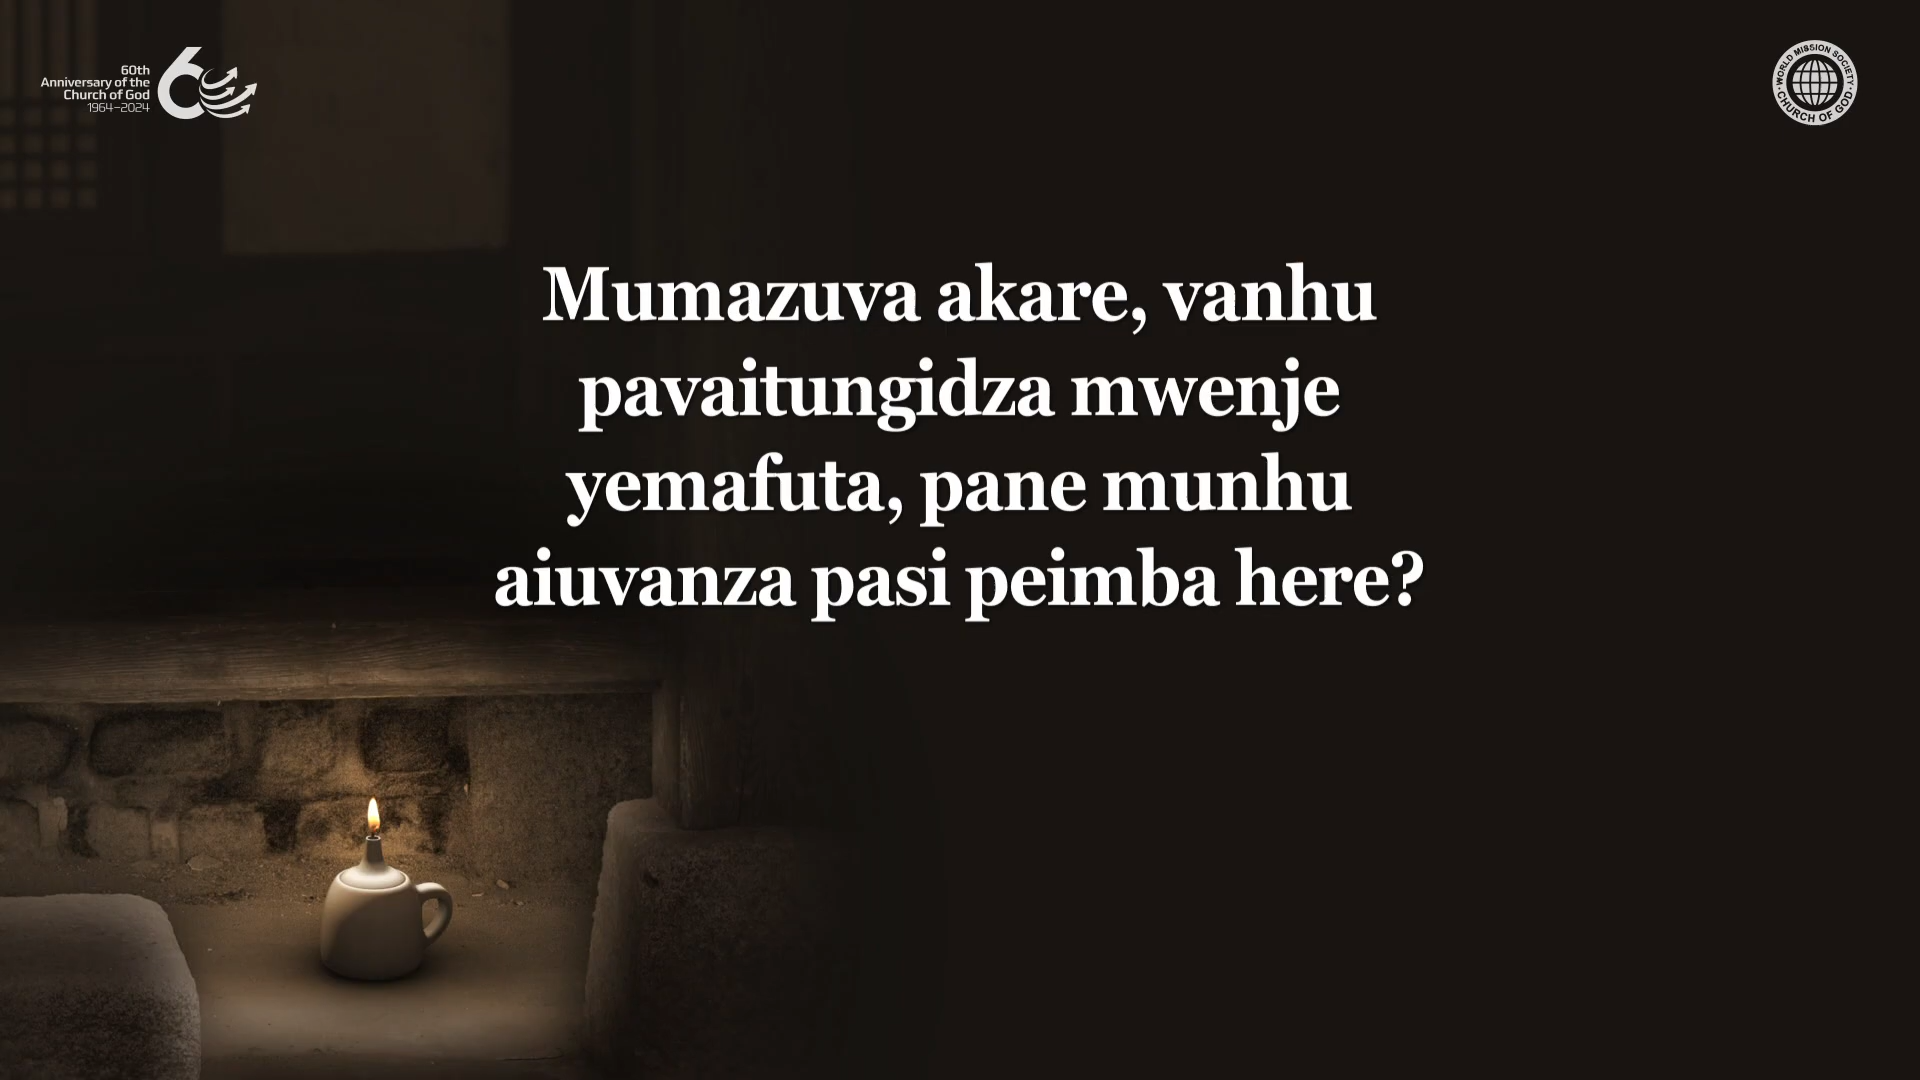 60th
Anniversary of the
Church of God
1964–2024
WORLD MISSION SOCIETY
CHURCH OF GOD
Mumazuva akare, vanhu
pavaitungidza mwenje
yemafuta, pane munhu
aiuvanza pasi peimba here?